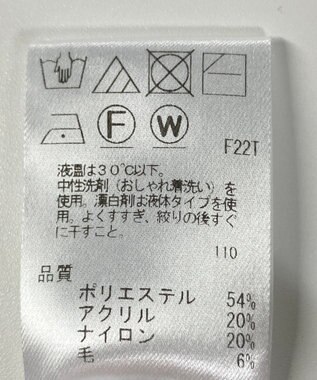 F W
F22T
液温は30℃以下。
中性洗剤(おしゃれ着洗い)を
使用。漂白剤は液体タイプを使
用。よくすすぎ、絞りの後すぐ
に干すこと。
110
品質
ポリエステル 54%
アクリル 20%
ナイロン 20%
毛 6%